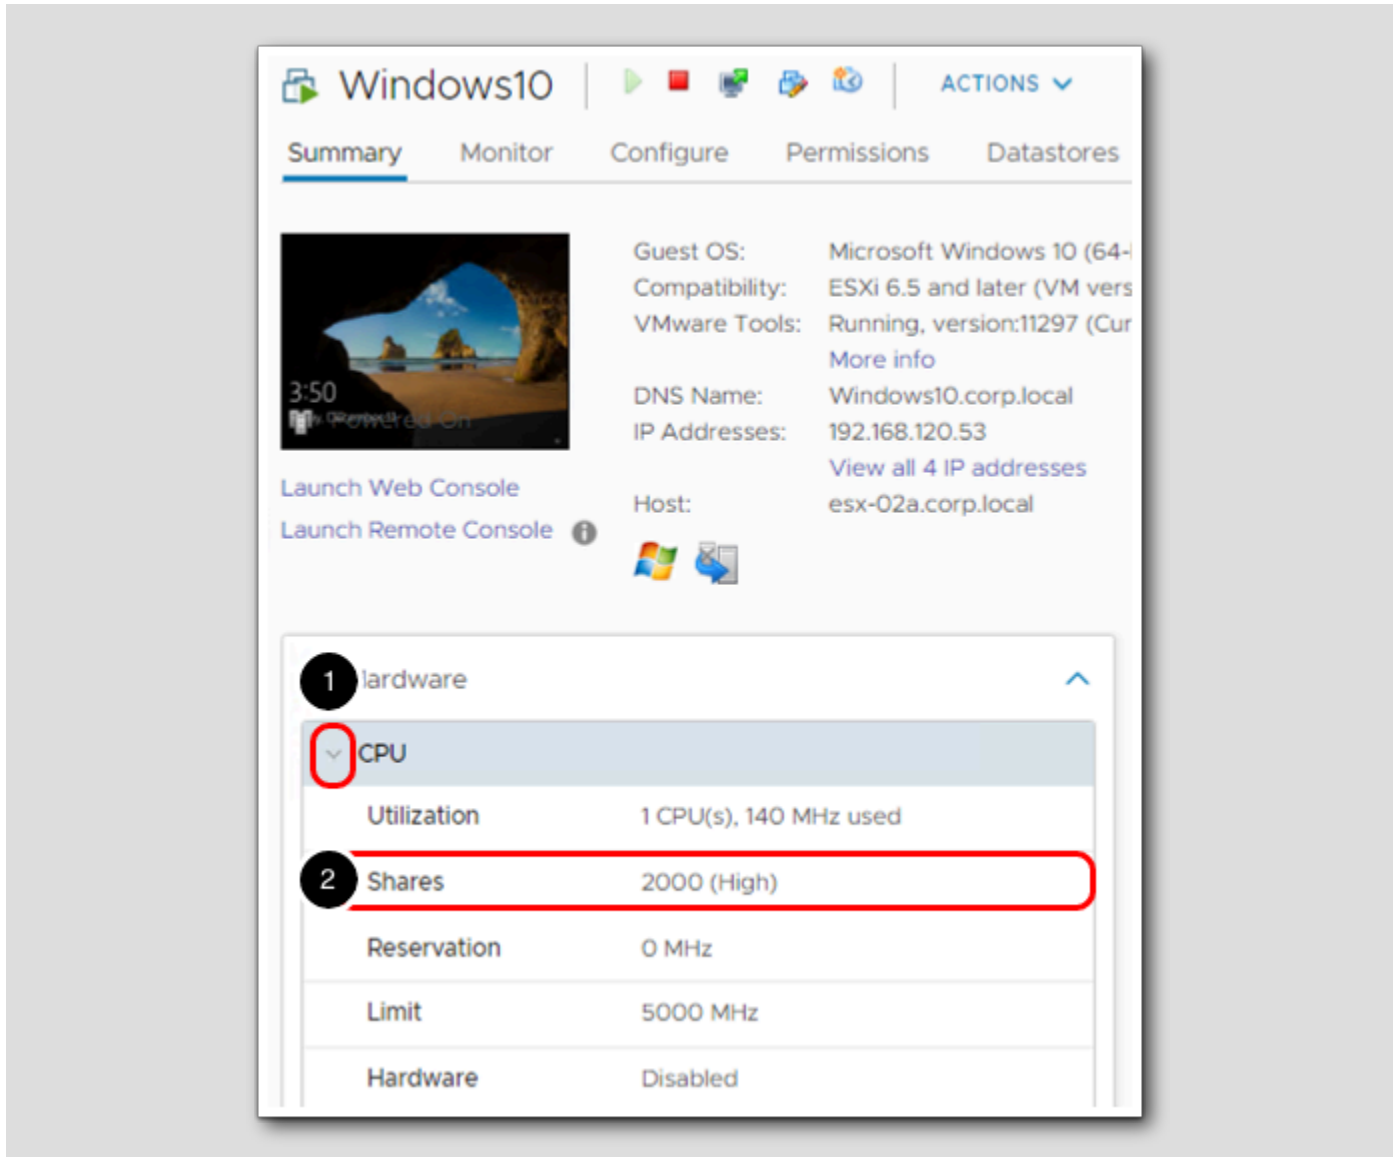 Windows10 ACTIONS
Summary Monitor Configure Permissions Datastores
Guest OS: Microsoft Windows 10 (64-
Compatibility: ESXi 6.5 and later (VM vers
VMware Tools: Running, version:11297 (Cur
More info
DNS Name: Windows10.corp.local
IP Addresses: 192.168.120.53
View all 4 IP addresses
Host: esx-02a.corp.local
3:50
Powered On
Launch Web Console
Launch Remote Console
1 lardware
CPU
Utilization 1 CPU(s), 140 MHz used
2 Shares 2000 (High)
Reservation 0 MHz
Limit 5000 MHz
Hardware Disabled